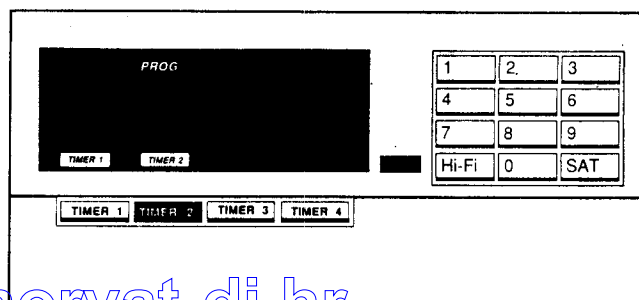 PROG
1 2. 3
4 5 6
7 8 9
TIMER 1 TIMER 2
Hi-Fi 0 SAT
TIMER 1 TIMER 2 TIMER 3 TIMER 4